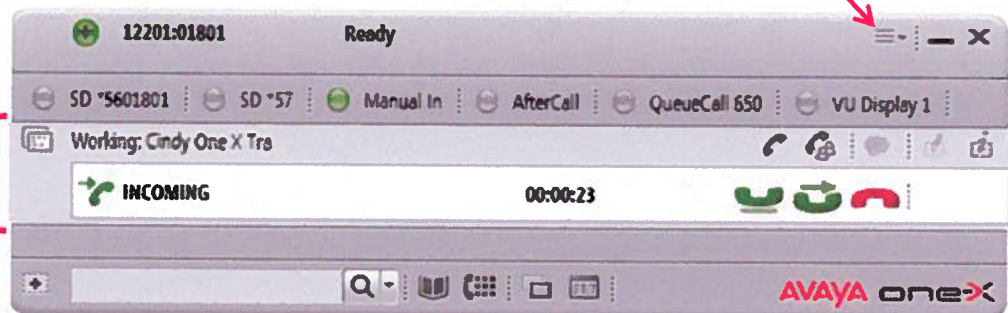 12201:01801 Ready
SD *5601801 SD *57 Manual In AfterCall QueueCall 650 VU Display 1
Working: Cindy One X Tra
INCOMING 00:00:23
AVAYA one-X